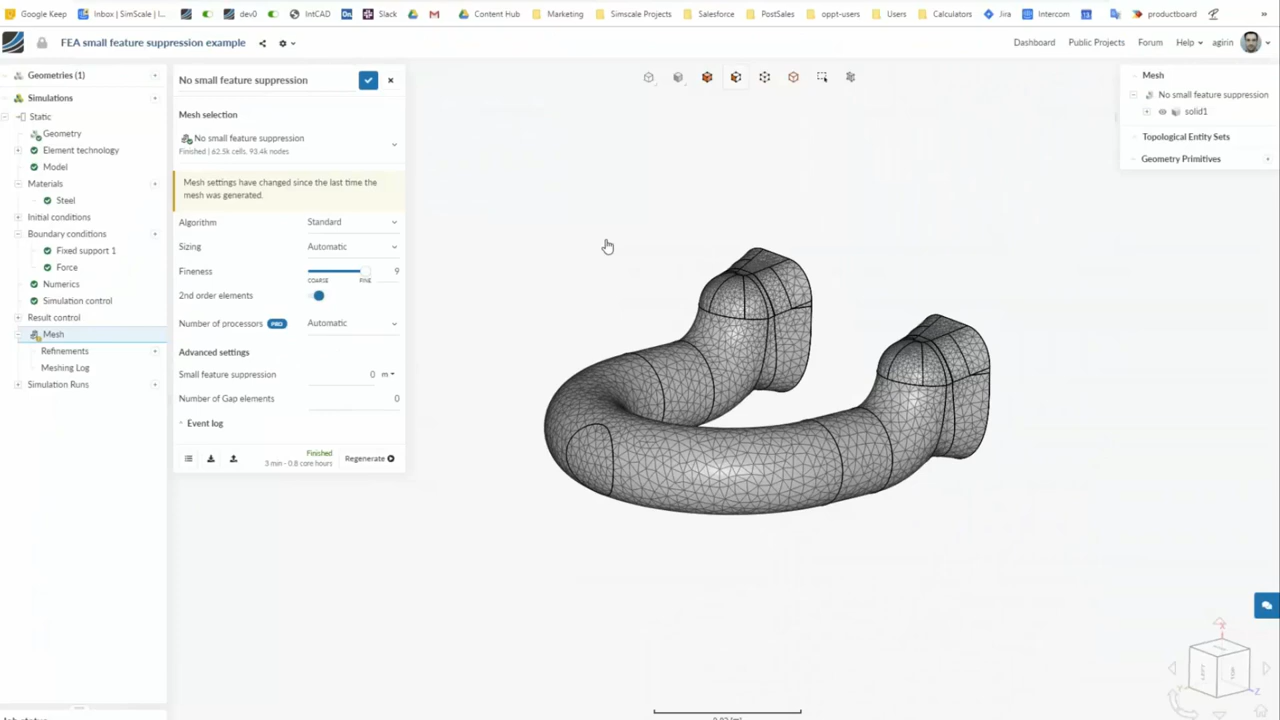 Google Keep Inbox | SimScale | ... dev0 IntCAD Slack Content Hub Marketing Simscale Projects Salesforce PostSales oppt-users Users Calculators Jira 13 Intercom productboard »
FEA small feature suppression example
Dashboard Public Projects Forum Help agirin
Geometries (1)
Simulations
Static
Geometry
Element technology
Model
Materials
Steel
Initial conditions
Boundary conditions
Fixed support 1
Force
Numerics
Simulation control
Result control
Mesh
Refinements
Meshing Log
Simulation Runs
No small feature suppression
Mesh selection
No small feature suppression
Finished | 62.5k cells, 93.4k nodes
Mesh settings have changed since the last time the
mesh was generated.
Algorithm Standard
Sizing Automatic
Fineness 9
COARSE FINE
2nd order elements
Number of processors PRO Automatic
Advanced settings
Small feature suppression 0 m
Number of Gap elements 0
Event log
Finished
3 min - 0.8 core hours
Regenerate
Mesh
No small feature suppression
solid1
Topological Entity Sets
Geometry Primitives
LEFT
TOP
X
Y
Z